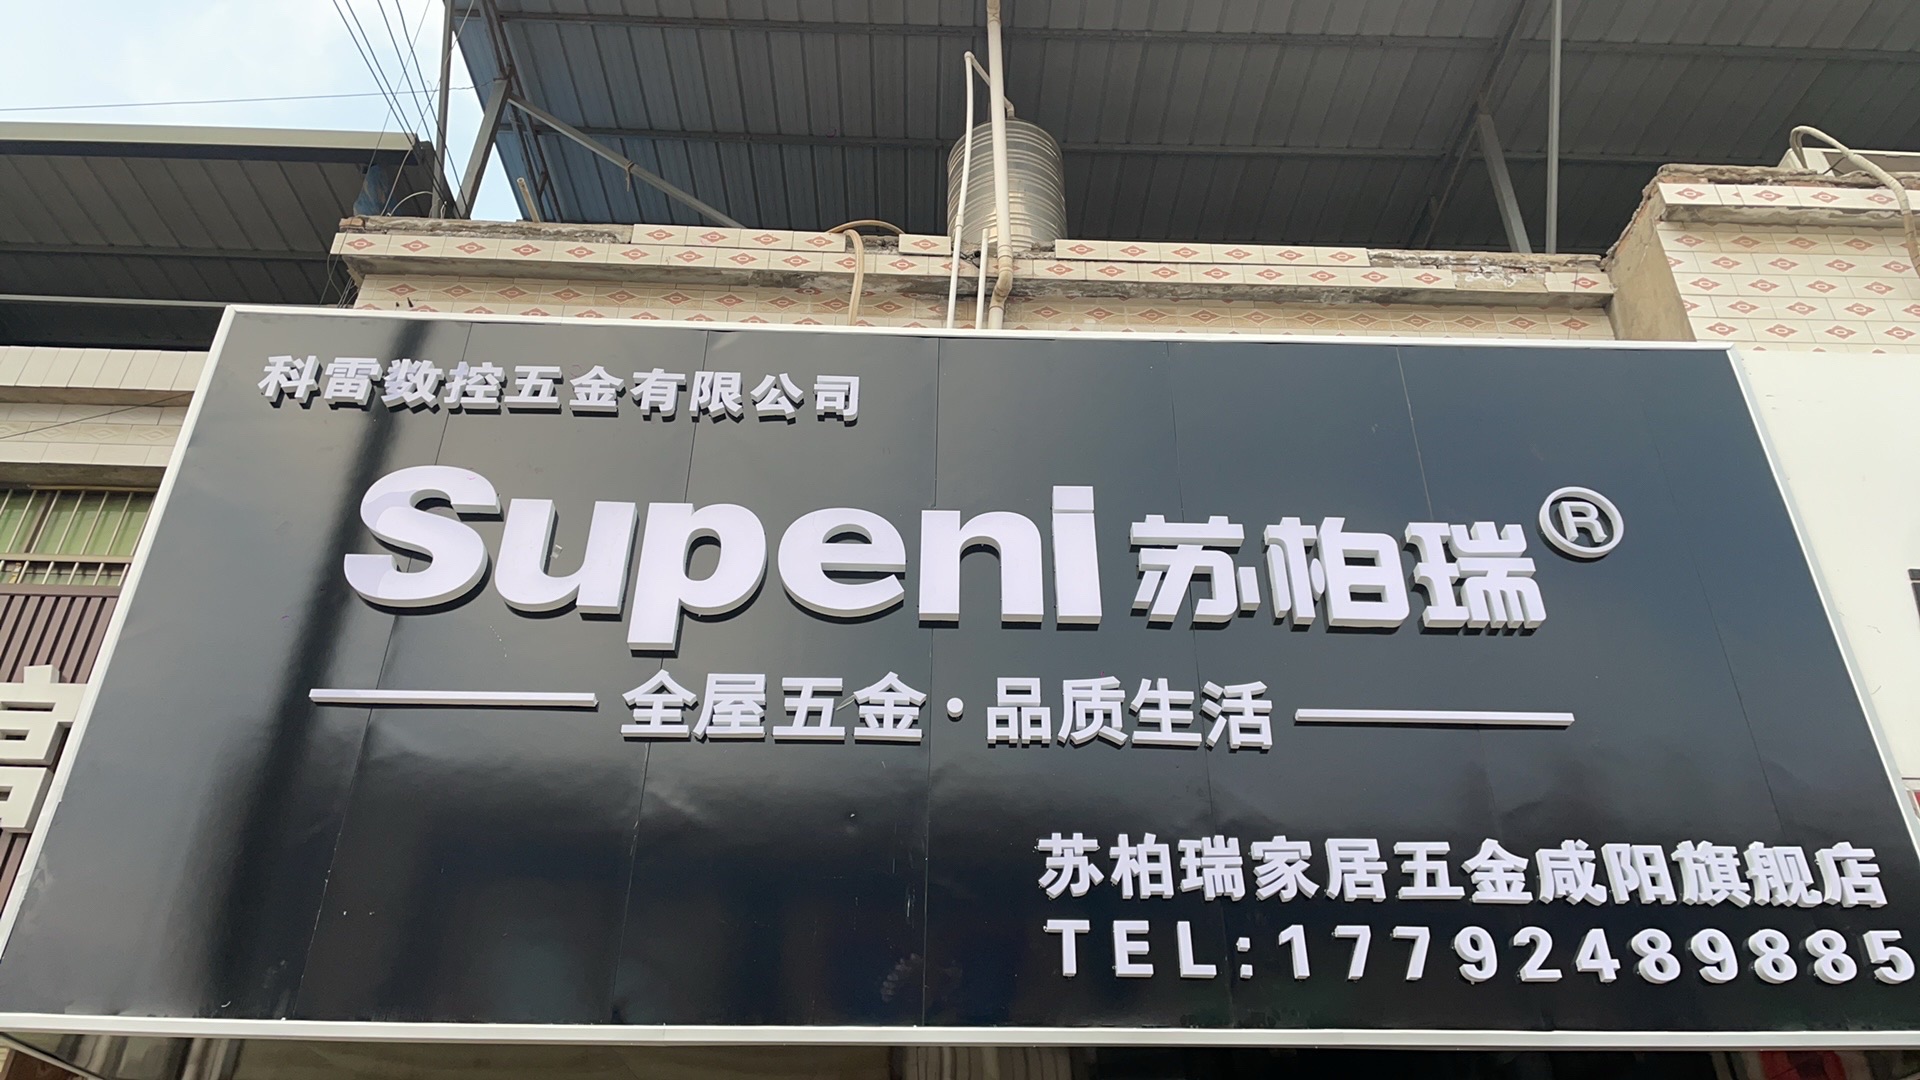 科雷数控五金有限公司
Supeni 苏柏瑞®
全屋五金·品质生活
苏柏瑞家居五金咸阳旗舰店
TEL:17792489885